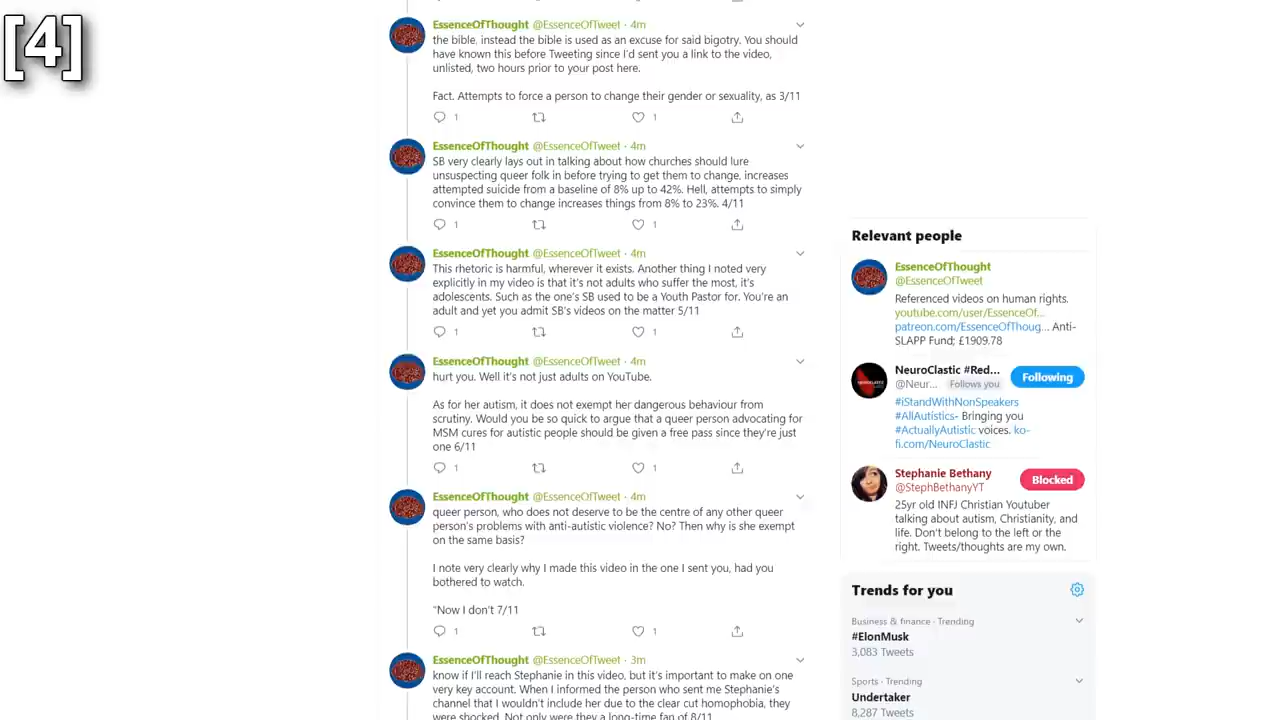 [4]
EssenceOfThought @EssenceOfTweet · 4m
the bible, instead the bible is used as an excuse for said bigotry. You should
have known this before Tweeting since I'd sent you a link to the video,
unlisted, two hours prior to your post here.
Fact. Attempts to force a person to change their gender or sexuality, as 3/11
1 1
EssenceOfThought @EssenceOfTweet · 4m
SB very clearly lays out in talking about how churches should lure
unsuspecting queer folk in before trying to get them to change, increases
attempted suicide from a baseline of 8% up to 42%. Hell, attempts to simply
convince them to change increases things from 8% to 23%. 4/11
1 1
EssenceOfThought @EssenceOfTweet · 4m
This rhetoric is harmful, wherever it exists. Another thing I noted very
explicitly in my video is that it's not adults who suffer the most, it's
adolescents. Such as the one's SB used to be a Youth Pastor for. You're an
adult and yet you admit SB's videos on the matter 5/11
1 1
EssenceOfThought @EssenceOfTweet · 4m
hurt you. Well it's not just adults on YouTube.
As for her autism, it does not exempt her dangerous behaviour from
scrutiny. Would you be so quick to argue that a queer person advocating for
MSM cures for autistic people should be given a free pass since they're just
one 6/11
1 1
EssenceOfThought @EssenceOfTweet · 4m
queer person, who does not deserve to be the centre of any other queer
person's problems with anti-autistic violence? No? Then why is she exempt
on the same basis?
I note very clearly why I made this video in the one I sent you, had you
bothered to watch.
"Now I don't 7/11
1 1
EssenceOfThought @EssenceOfTweet · 3m
know if I'll reach Stephanie in this video, but it's important to make on one
very key account. When I informed the person who sent me Stephanie's
channel that I wouldn't include her due to the clear cut homophobia, they
were shocked. Not only were they a long-time fan of 8/11
Relevant people
EssenceOfThought
@EssenceOfTweet
Referenced videos on human rights.
youtube.com/user/EssenceOf...
patreon.com/EssenceOfThoug... Anti-
SLAPP Fund; £1909.78
NeuroClastic #Red...
@Neur... Follows you
Following
#iStandWithNonSpeakers
#AllAutistics- Bringing you
#ActuallyAutistic voices. ko-
fi.com/NeuroClastic
Stephanie Bethany
@StephBethanyYT
Blocked
25yr old INFJ Christian Youtuber
talking about autism, Christianity, and
life. Don't belong to the left or the
right. Tweets/thoughts are my own.
Trends for you
Business & finance · Trending
#ElonMusk
3,083 Tweets
Sports · Trending
Undertaker
8,287 Tweets